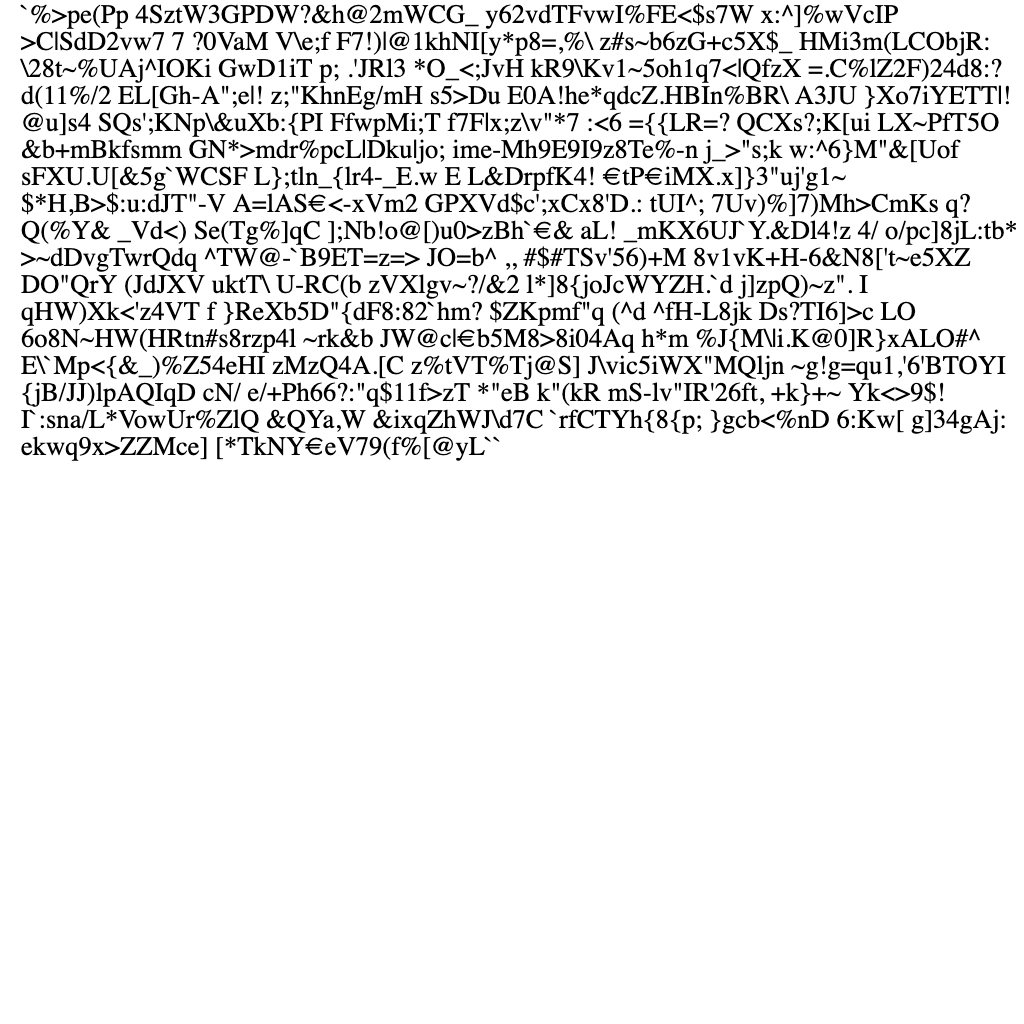 `%>pe(Pp 4SztW3GPDW?&h@2mWCG_ y62vdTFvwI%FE<$s7W x:^]%wVcIP
>C|SdD2vw7 7 ?0VaM V\e;f F7!)|@1khNI[y*p8=,%\ z#s~b6zG+c5X$_ HMi3m(LCObjR:
\28t~%UAj^IOKi GwD1iT p; .'JRl3 *O_<;JvH kR9\Kv1~5oh1q7<|QfzX =.C%lZ2F)24d8:?
d(11%/2 EL[Gh-A";e|! z;"KhnEg/mH s5>Du E0A!he*qdcZ.HBIn%BR\ A3JU }Xo7iYETT|!
@u]s4 SQs';KNp\&uXb:{PI FfwpMi;T f7F|x;z\v"*7 :<6 ={{LR=? QCXs?;K[ui LX~PfT5O
&b+mBkfsmm GN*>mdr%pcL|Dku|jo; ime-Mh9E9I9z8Te%-n j_>"s;k w:^6}M"&[Uof
sFXU.U[&5g`WCSF L};tln_{lr4-_E.w E L&DrpfK4! €tP€iMX.x]}3"uj'g1~
$*H,B>$:u:dJT"-V A=lAS€<-xVm2 GPXVd$c';xCx8'D.: tUI^; 7Uv)%]7)Mh>CmKs q?
Q(%Y& _Vd<) Se(Tg%]qC ];Nb!o@[)u0>zBh`€& aL! _mKX6UJ`Y.&Dl4!z 4/ o/pc]8jL:tb*
>~dDvgTwrQdq ^TW@-`B9ET=z=> JO=b^ ,, #$#TSv'56)+M 8v1vK+H-6&N8['t~e5XZ
DO"QrY (JdJXV uktT\ U-RC(b zVXlgv~?/&2 l*]8{joJcWYZH.`d j]zpQ)~z". I
qHW)Xk<'z4VT f }ReXb5D"{dF8:82`hm? $ZKpmf"q (^d ^fH-L8jk Ds?TI6]>c LO
6o8N~HW(HRtn#s8rzp4l ~rk&b JW@c|€b5M8>8i04Aq h*m %J{M\|i.K@0]R}xALO#^
E\`Mp<{&_)%Z54eHI zMzQ4A.[C z%tVT%Tj@S] J\vic5iWX"MQljn ~g!g=qu1,'6'BTOYI
{jB/JJ)lpAQIqD cN/ e/+Ph66?:"q$11f>zT *"eB k"(kR mS-lv"IR'26ft, +k}+~ Yk<>9$!
I`:sna/L*VowUr%ZlQ &QYa,W &ixqZhWJ\d7C `rfCTYh{8{p; }gcb<%nD 6:Kw[ g]34gAj:
ekwq9x>ZZMce] [*TkNY€eV79(f%[@yL``